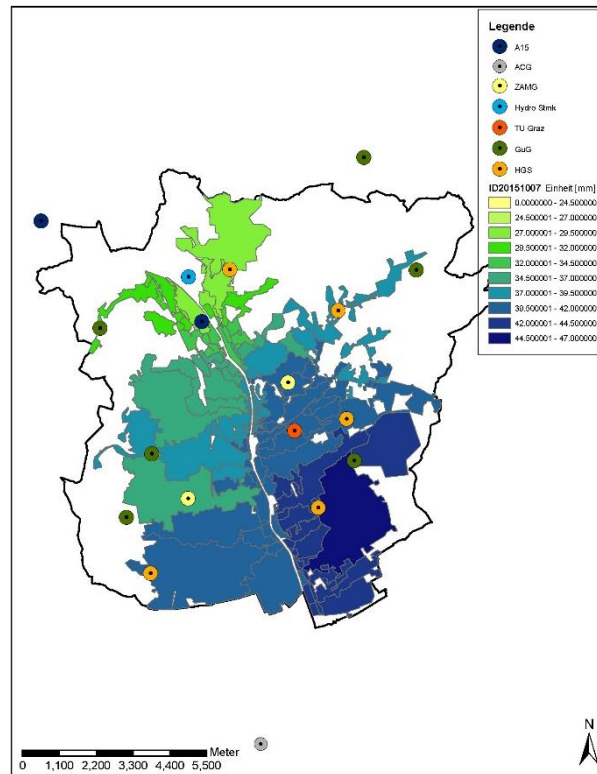 Legende
A15
ACG
ZAMG
Hydro Stmk
TU Graz
GuG
HGS
ID20151007 Einheit [mm]
0.0000000 - 24.500000
24.500001 - 27.000000
27.000001 - 29.500000
29.500001 - 32.000000
32.000001 - 34.500000
34.500001 - 37.000000
37.000001 - 39.500000
39.500001 - 42.000000
42.000001 - 44.500000
44.500001 - 47.000000
Meter
0 1,100 2,200 3,300 4,400 5,500
N